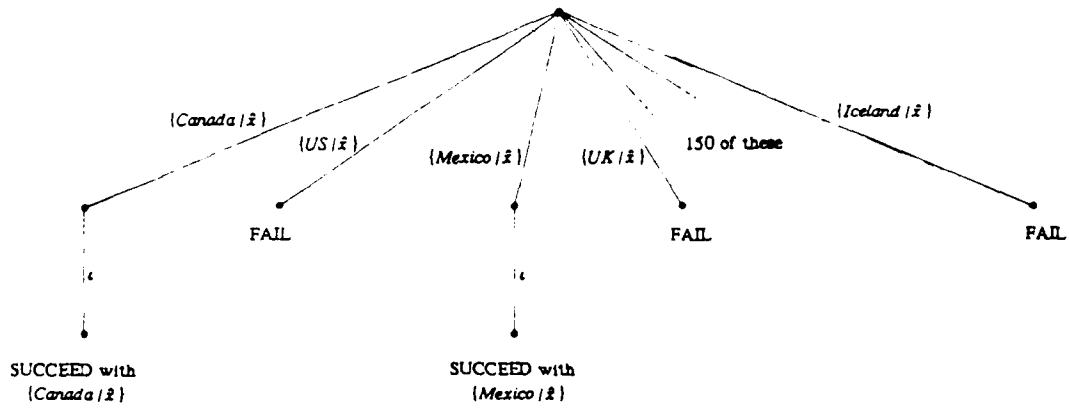 {Canada / x̂}
{US / x̂}
{Mexico / x̂}
{UK / x̂}
150 of these
{Iceland / x̂}
FAIL
FAIL
FAIL
ι
ι
SUCCEED with
{Canada / x̂}
SUCCEED with
{Mexico / x̂}